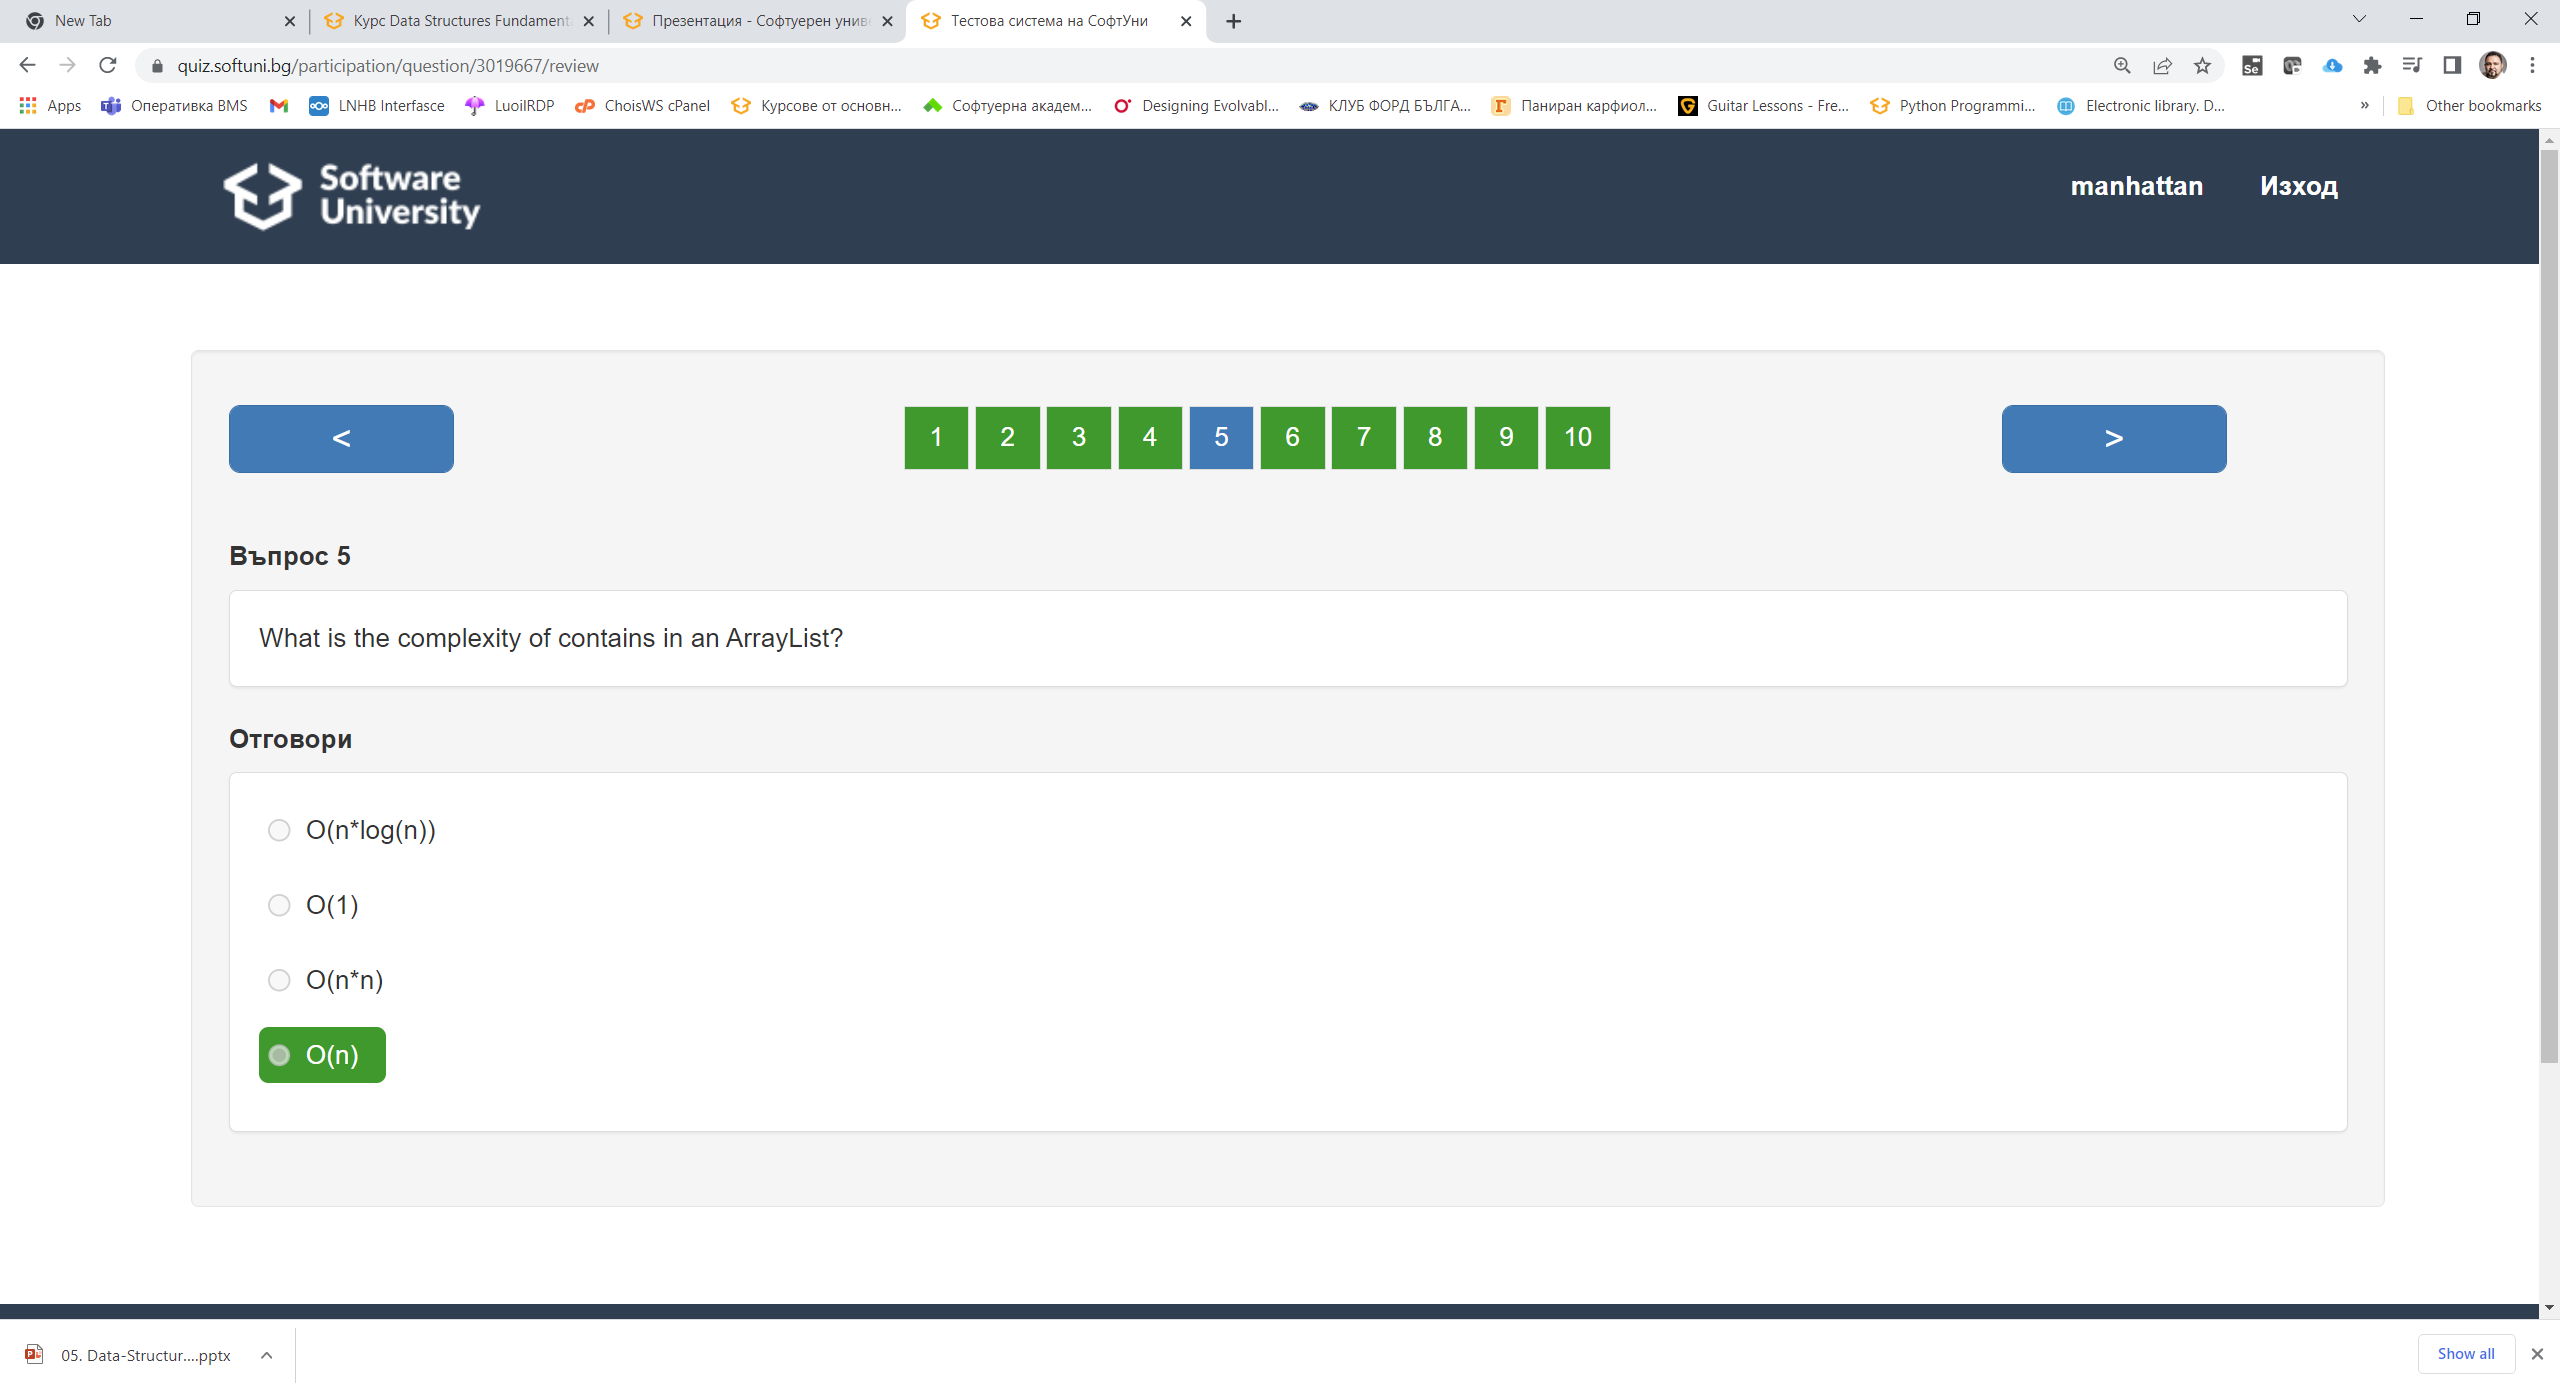 New Tab
Курс Data Structures Fundament
Презентация - Софтуерен униве
Тестова система на СофтУни
quiz.softuni.bg/participation/question/3019667/review
Apps
Оперативка BMS
LNHB Interfasce
LuoilRDP
ChoisWS cPanel
Курсове от основн...
Софтуерна академ...
Designing Evolvabl...
КЛУБ ФОРД БЪЛГА...
Паниран карфиол...
Guitar Lessons - Fre...
Python Programmi...
Electronic library. D...
»
Other bookmarks
Software
University
manhattan
Изход
<
1 2 3 4 5 6 7 8 9 10
>
Въпрос 5
What is the complexity of contains in an ArrayList?
Отговори
O(n*log(n))
O(1)
O(n*n)
O(n)
05. Data-Structur....pptx
Show all